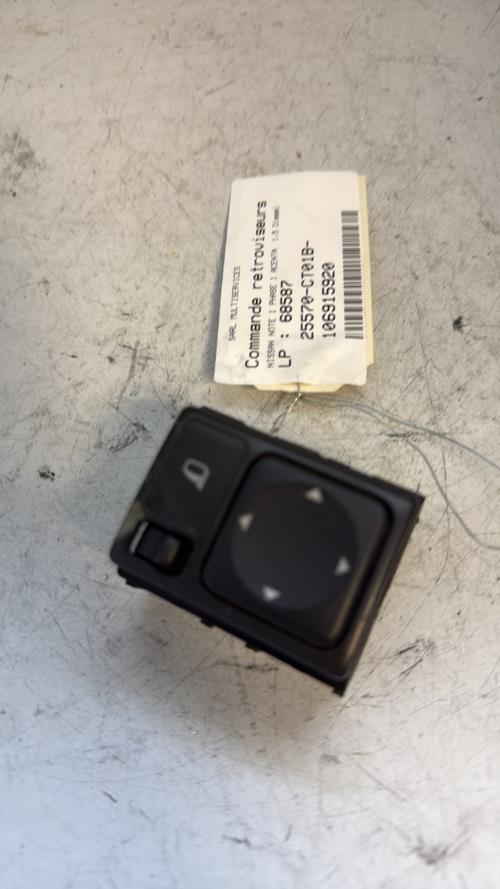 SARL MULTISERVICES
Commande retroviseurs
NISSAN NOTE 1 PHASE 1 ACENTA 1.5 Diesel
LP : 68587
25570-CT01B-
106915920